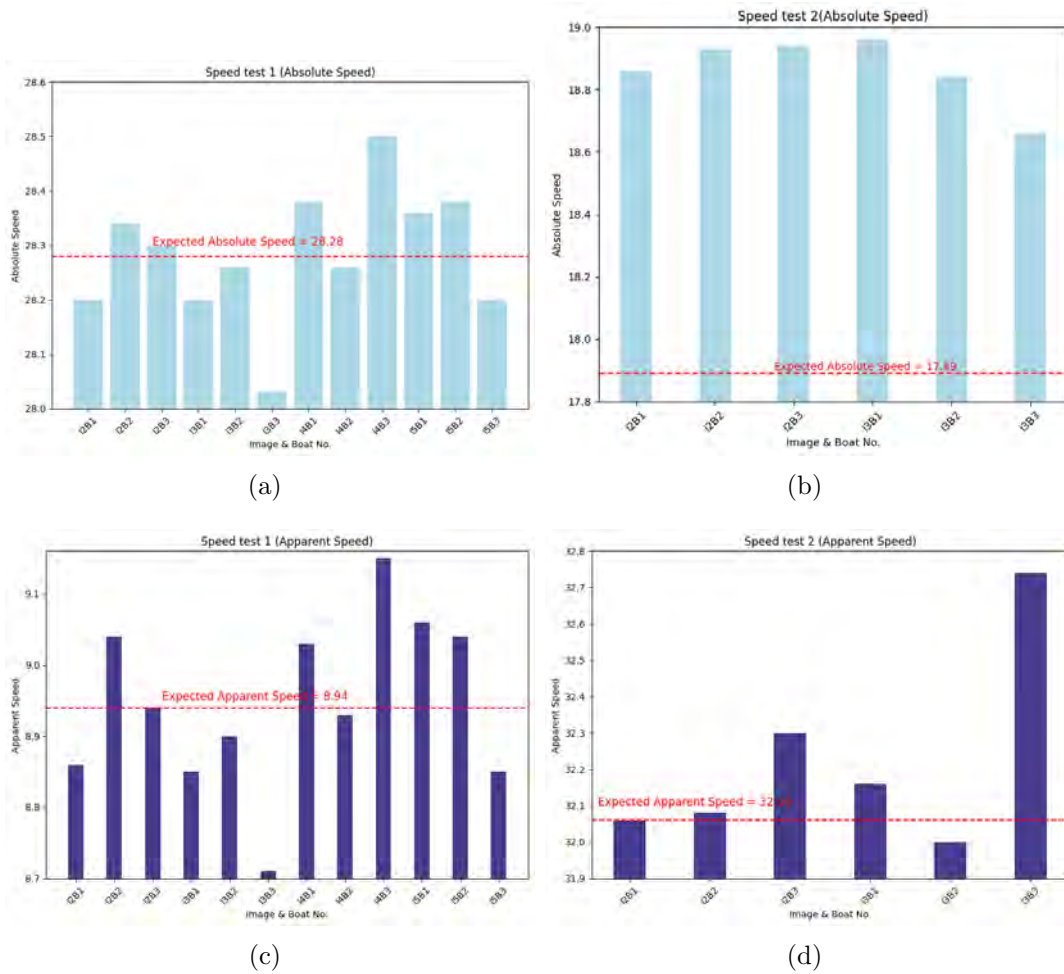 Speed test 1 (Absolute Speed)
28.6
28.5
28.4
28.3
28.2
28.1
28.0
Absolute Speed
Expected Absolute Speed = 28.28
I2B1 I2B2 I2B3 I3B1 I3B2 I3B3 I4B1 I4B2 I4B3 I5B1 I5B2 I5B3
Image & Boat No.
(a)
Speed test 2(Absolute Speed)
19.0
18.8
18.6
18.4
18.2
18.0
17.8
Absolute Speed
Expected Absolute Speed = 17.89
I2B1 I2B2 I2B3 I3B1 I3B2 I3B3
Image & Boat No.
(b)
Speed test 1 (Apparent Speed)
9.1
9.0
8.9
8.8
8.7
Apparent Speed
Expected Apparent Speed = 8.94
I2B1 I2B2 I2B3 I3B1 I3B2 I3B3 I4B1 I4B2 I4B3 I5B1 I5B2 I5B3
Image & Boat No.
(c)
Speed test 2 (Apparent Speed)
32.8
32.7
32.6
32.5
32.4
32.3
32.2
32.1
32.0
31.9
Apparent Speed
Expected Apparent Speed =
I2B1 I2B2 I2B3 I3B1 I3B2 I3B3
Image & Boat No.
(d)